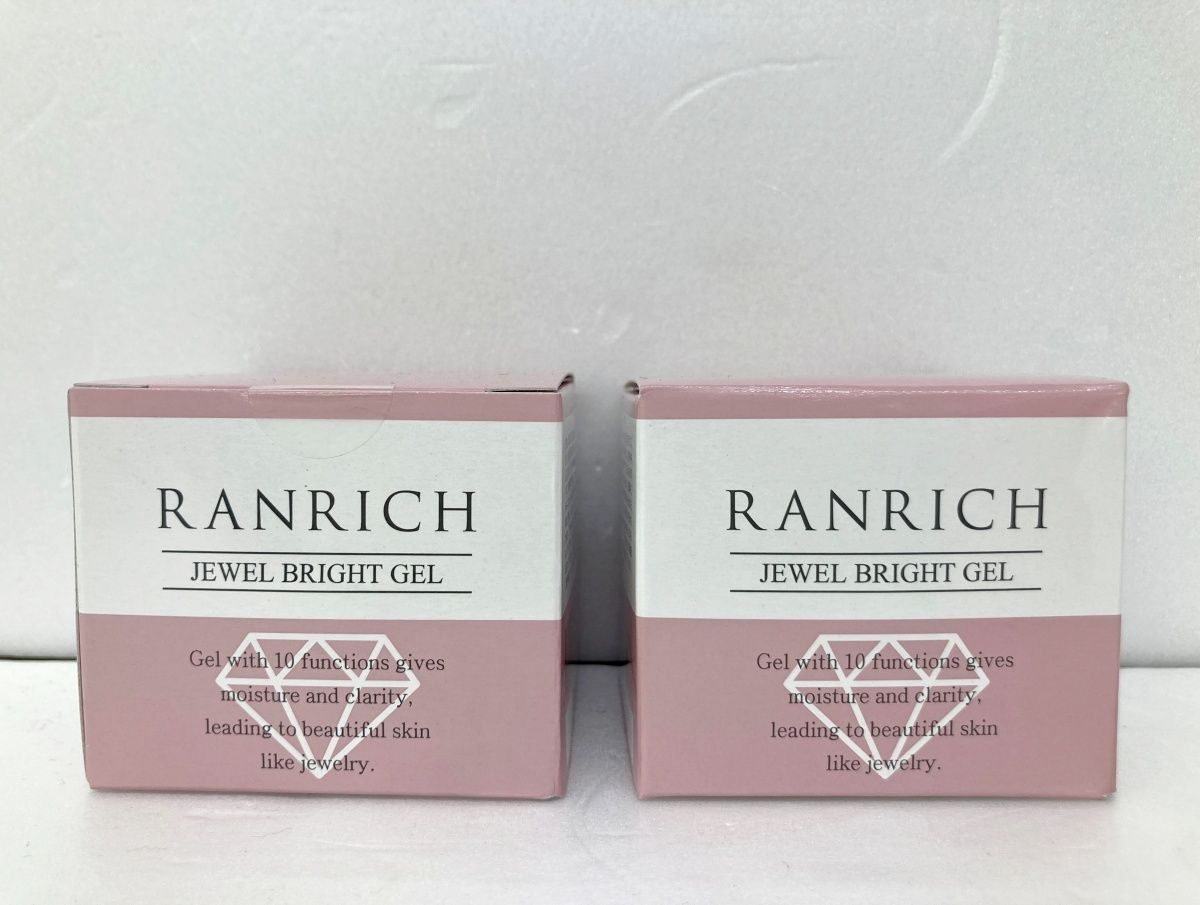 RANRICH
JEWEL BRIGHT GEL
Gel with 10 functions gives
moisture and clarity,
leading to beautiful skin
like jewelry.
RANRICH
JEWEL BRIGHT GEL
Gel with 10 functions gives
moisture and clarity,
leading to beautiful skin
like jewelry.